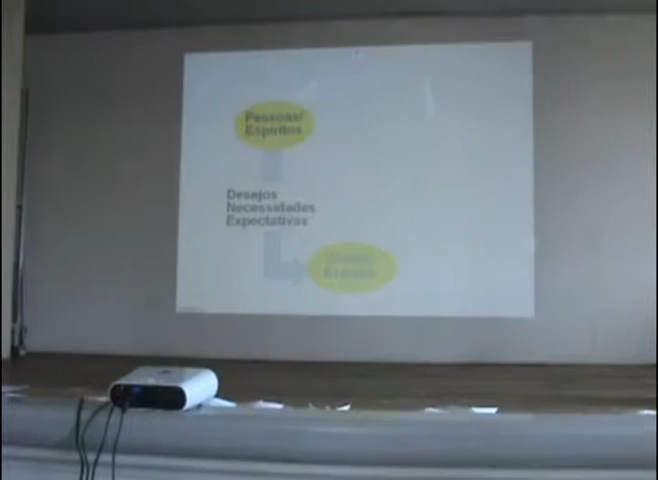 Pessoas/
Espíritos
Desejos
Necessidades
Expectativas